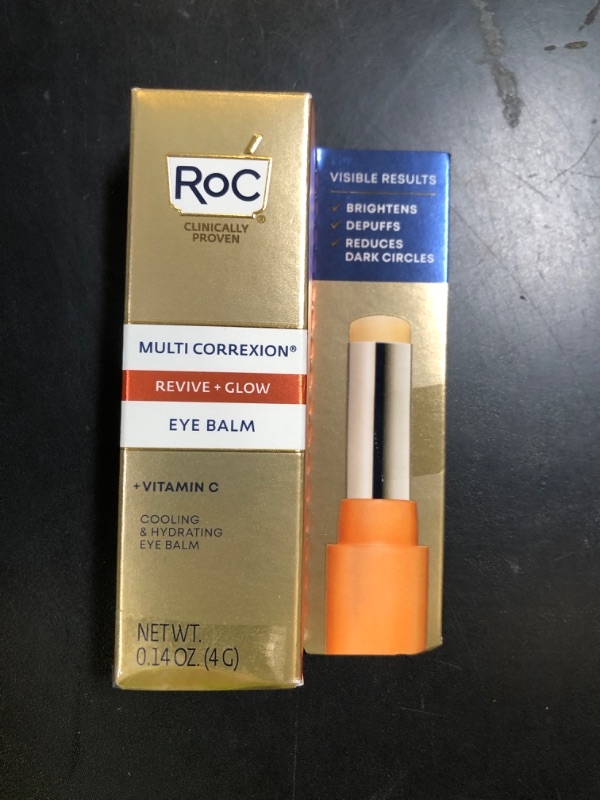 RoC
®
CLINICALLY
PROVEN
MULTI CORREXION®
REVIVE + GLOW
EYE BALM
+ VITAMIN C
COOLING
& HYDRATING
EYE BALM
NET WT.
0.14 OZ. (4 G)
VISIBLE RESULTS
✓ BRIGHTENS
✓ DEPUFFS
✓ REDUCES
DARK CIRCLES